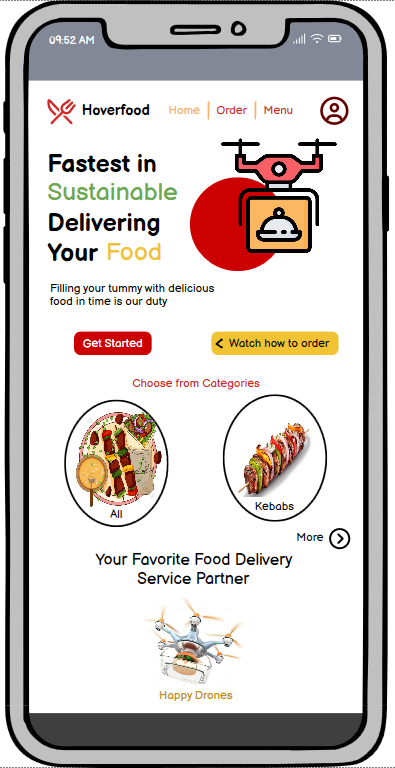 09:52 AM
Hoverfood
Home Order Menu
Fastest in
Sustainable
Delivering
Your Food
Filling your tummy with delicious
food in time is our duty
Get Started
Watch how to order
Choose from Categories
All
Kebabs
More
Your Favorite Food Delivery
Service Partner
Happy Drones